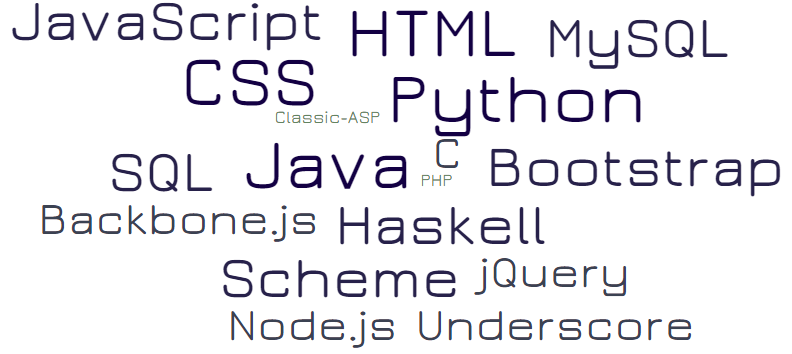 JavaScript HTML MySQL
CSS Python
Classic-ASP
SQL Java C Bootstrap
PHP
Backbone.js Haskell
Scheme jQuery
Node.js Underscore